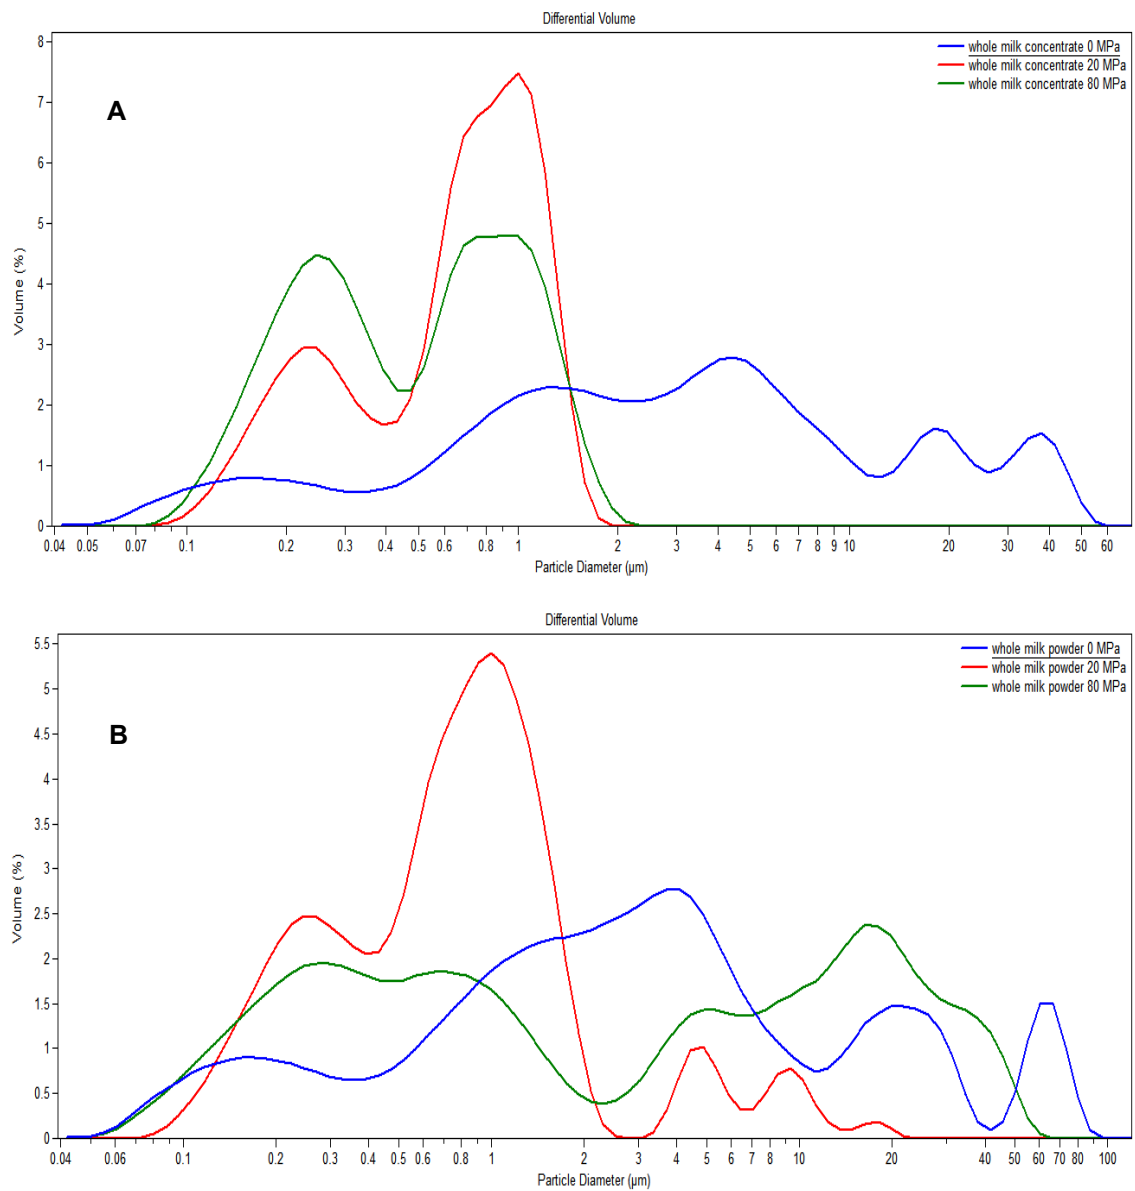 Differential Volume
whole milk concentrate 0 MPa
whole milk concentrate 20 MPa
whole milk concentrate 80 MPa
A
8
7
6
5
4
3
2
1
0
Volume (%)
0.04 0.05 0.07 0.1 0.2 0.3 0.4 0.5 0.6 0.8 1 2 3 4 5 6 7 8 9 10 20 30 40 50 60
Particle Diameter (µm)
Differential Volume
whole milk powder 0 MPa
whole milk powder 20 MPa
whole milk powder 80 MPa
B
5.5
5
4.5
4
3.5
3
2.5
2
1.5
1
0.5
0
Volume (%)
0.04 0.06 0.1 0.2 0.3 0.4 0.5 0.6 0.8 1 2 3 4 5 6 7 8 10 20 40 50 60 70 80 100
Particle Diameter (µm)